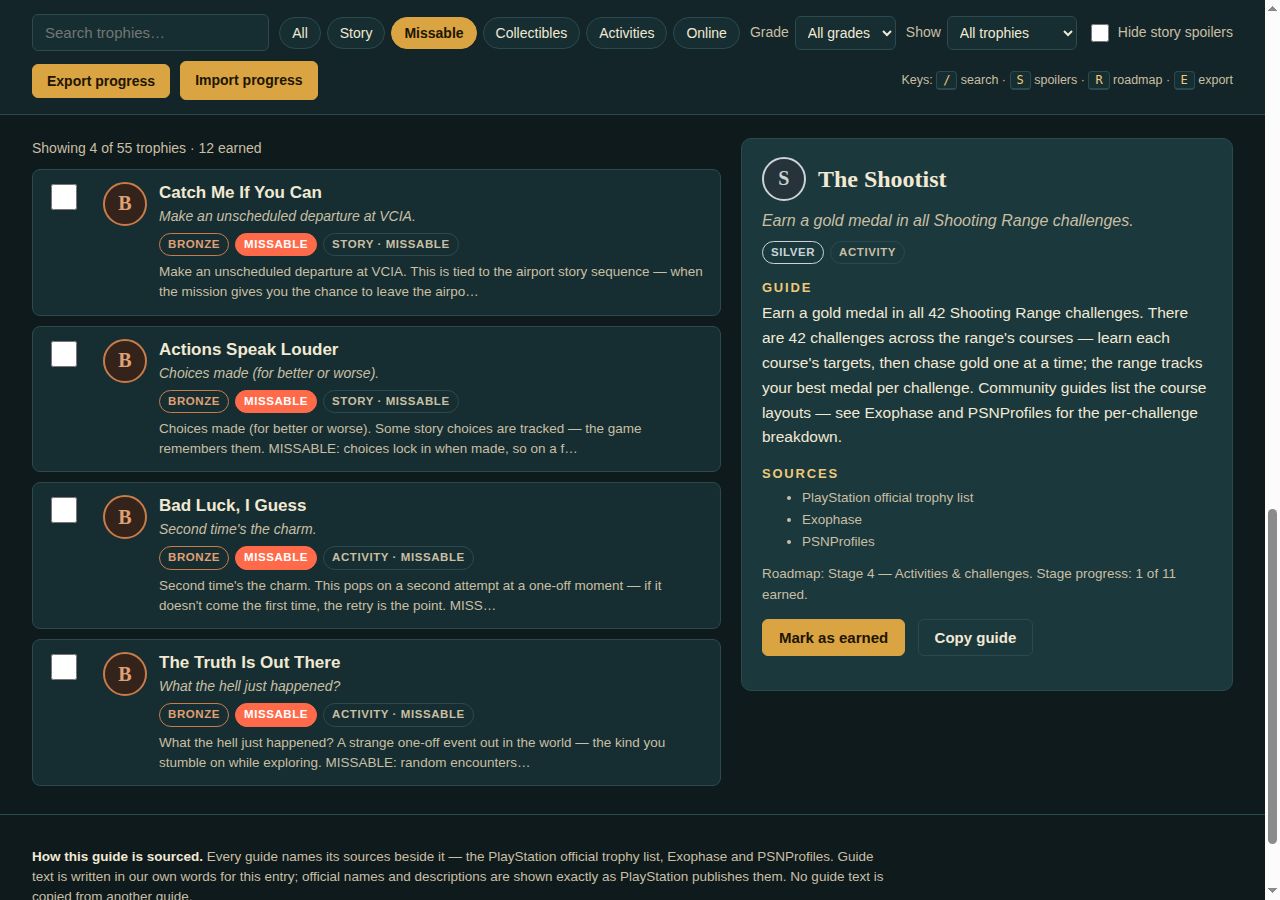 Search trophies…
All
Story
Missable
Collectibles
Activities
Online
Grade
All grades
Show
All trophies
Hide story spoilers
Export progress
Import progress
Keys: / search · S spoilers · R roadmap · E export
Showing 4 of 55 trophies · 12 earned
B
Catch Me If You Can
Make an unscheduled departure at VCIA.
BRONZE
MISSABLE
STORY · MISSABLE
Make an unscheduled departure at VCIA. This is tied to the airport story sequence — when
the mission gives you the chance to leave the airpo…
B
Actions Speak Louder
Choices made (for better or worse).
BRONZE
MISSABLE
STORY · MISSABLE
Choices made (for better or worse). Some story choices are tracked — the game
remembers them. MISSABLE: choices lock in when made, so on a f…
B
Bad Luck, I Guess
Second time's the charm.
BRONZE
MISSABLE
ACTIVITY · MISSABLE
Second time's the charm. This pops on a second attempt at a one-off moment — if it
doesn't come the first time, the retry is the point. MISS…
B
The Truth Is Out There
What the hell just happened?
BRONZE
MISSABLE
ACTIVITY · MISSABLE
What the hell just happened? A strange one-off event out in the world — the kind you
stumble on while exploring. MISSABLE: random encounters…
S
The Shootist
Earn a gold medal in all Shooting Range challenges.
SILVER
ACTIVITY
GUIDE
Earn a gold medal in all 42 Shooting Range challenges. There
are 42 challenges across the range's courses — learn each
course's targets, then chase gold one at a time; the range tracks
your best medal per challenge. Community guides list the course
layouts — see Exophase and PSNProfiles for the per-challenge
breakdown.
SOURCES
• PlayStation official trophy list
• Exophase
• PSNProfiles
Roadmap: Stage 4 — Activities & challenges. Stage progress: 1 of 11
earned.
Mark as earned
Copy guide
How this guide is sourced. Every guide names its sources beside it — the PlayStation official trophy list, Exophase and PSNProfiles. Guide
text is written in our own words for this entry; official names and descriptions are shown exactly as PlayStation publishes them. No guide text is
copied from another guide.